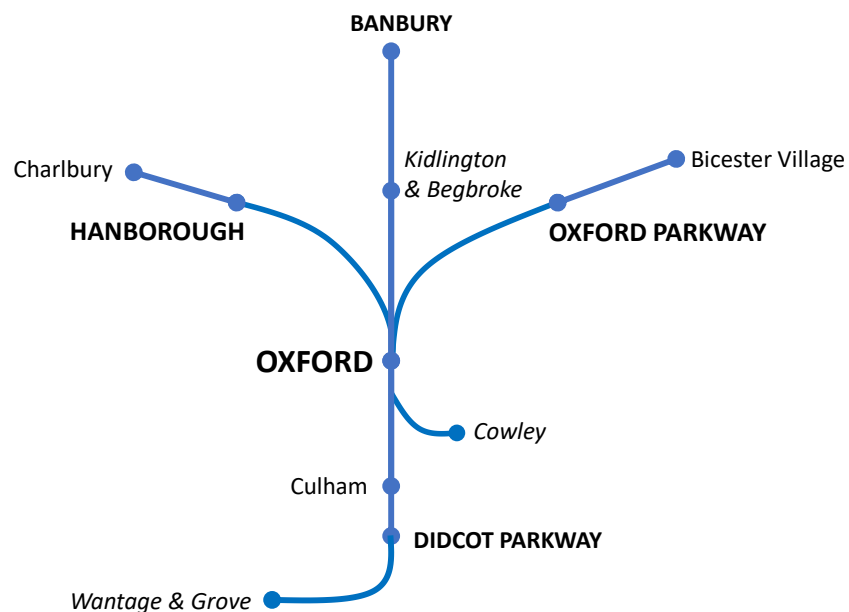 BANBURY
Charlbury
Kidlington
& Begbroke
Bicester Village
HANBOROUGH
OXFORD PARKWAY
OXFORD
Cowley
Culham
DIDCOT PARKWAY
Wantage & Grove